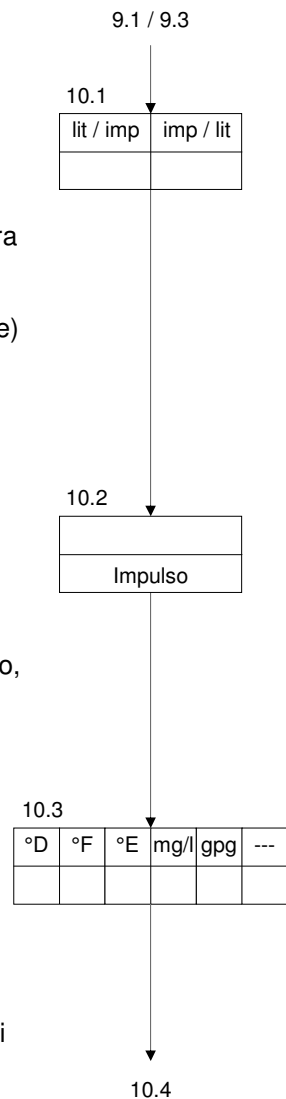 9.1 / 9.3
10.1
lit / imp imp / lit
ra
e)
10.2
Impulso
o,
10.3
°D °F °E mg/l gpg ---
i
10.4